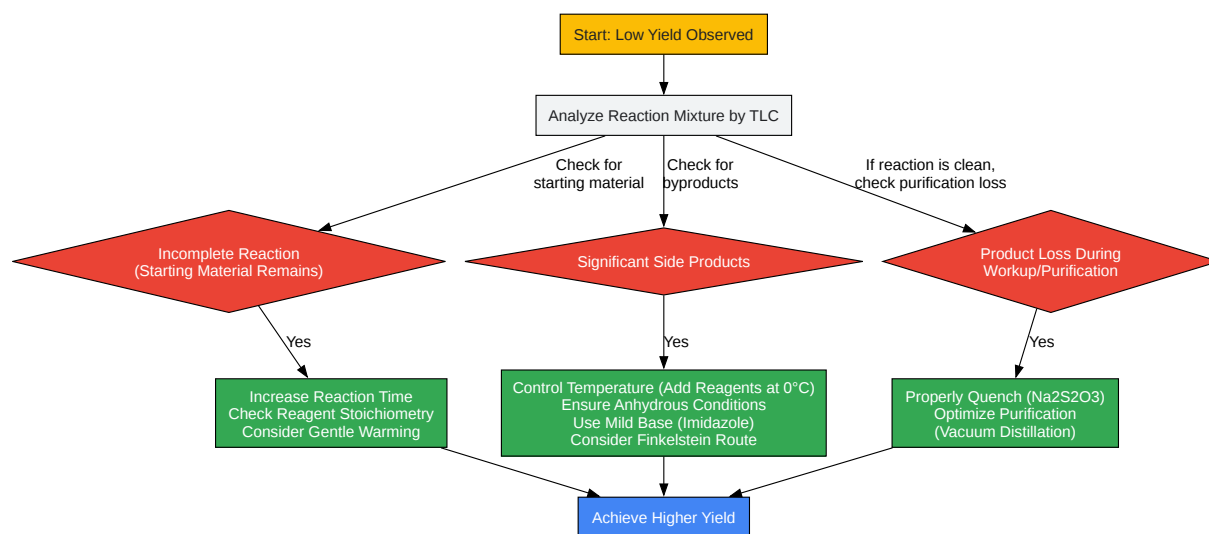 Start: Low Yield Observed
Analyze Reaction Mixture by TLC
Check for
starting material
Check for
byproducts
If reaction is clean,
check purification loss
Incomplete Reaction
(Starting Material Remains)
Significant Side Products
Product Loss During
Workup/Purification
Yes
Yes
Yes
Increase Reaction Time
Check Reagent Stoichiometry
Consider Gentle Warming
Control Temperature (Add Reagents at 0°C)
Ensure Anhydrous Conditions
Use Mild Base (Imidazole)
Consider Finkelstein Route
Properly Quench (Na2S2O3)
Optimize Purification
(Vacuum Distillation)
Achieve Higher Yield